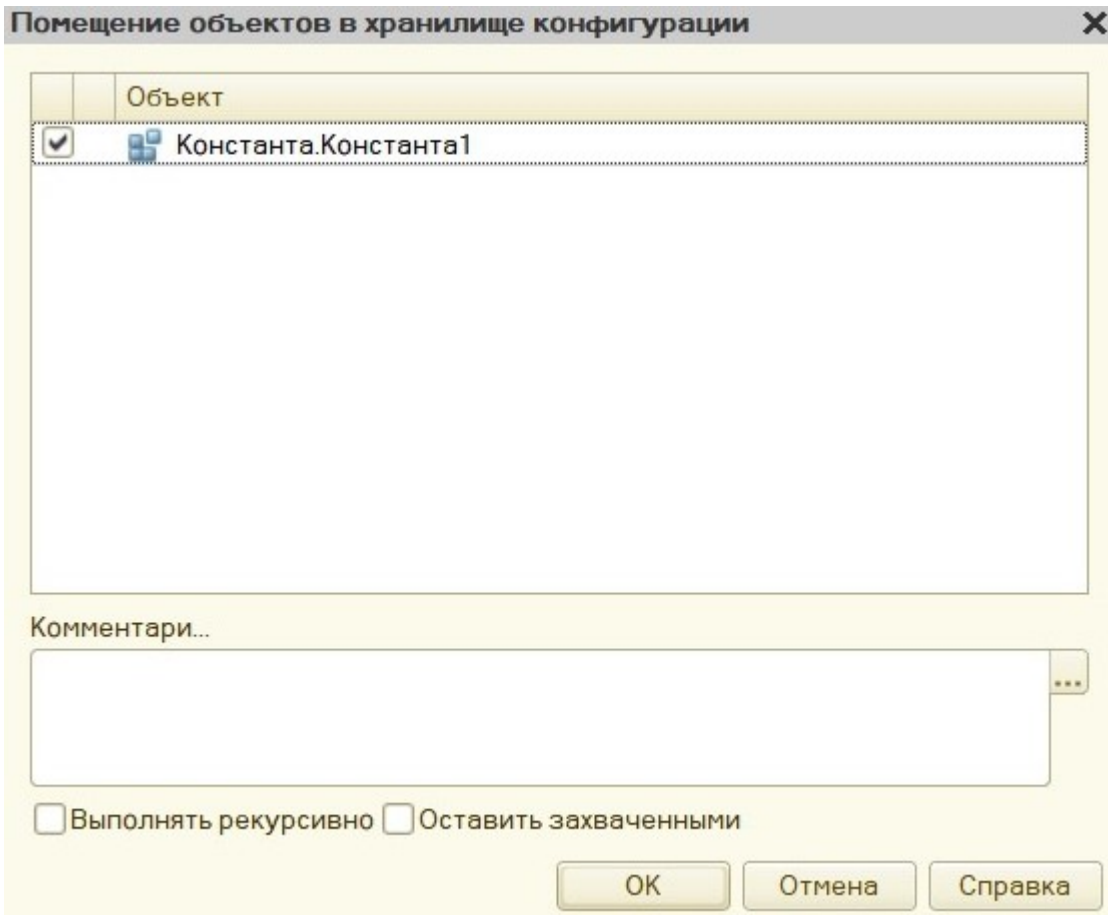 Помещение объектов в хранилище конфигурации
Объект
Константа.Константа1
Комментари...
...
Выполнять рекурсивно Оставить захваченными
OK Отмена Справка